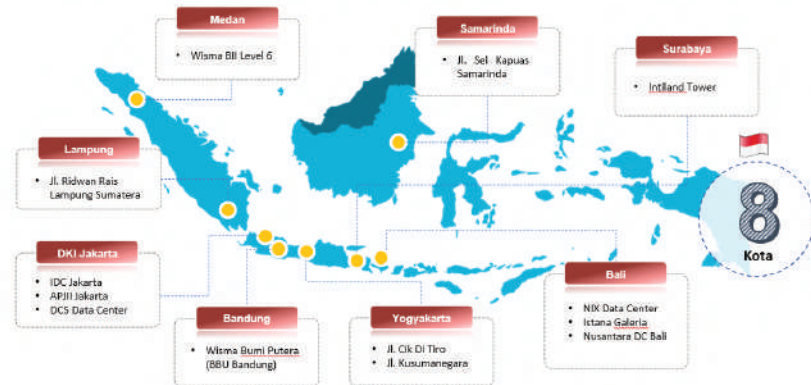 Medan
• Wisma BII Level 6
Samarinda
• Jl. Sei Kapuas
Samarinda
Surabaya
• Intiland Tower
Lampung
• Jl. Ridwan Rais
Lampung Sumatera
8
Kota
DKI Jakarta
• IDC Jakarta
• APJII Jakarta
• DCS Data Center
Bandung
• Wisma Bumi Putera
(BBU Bandung)
Yogyakarta
• Jl. Cik Di Tiro
• Jl. Kusumanegara
Bali
• NIX Data Center
• Istana Galeria
• Nusantara DC Bali